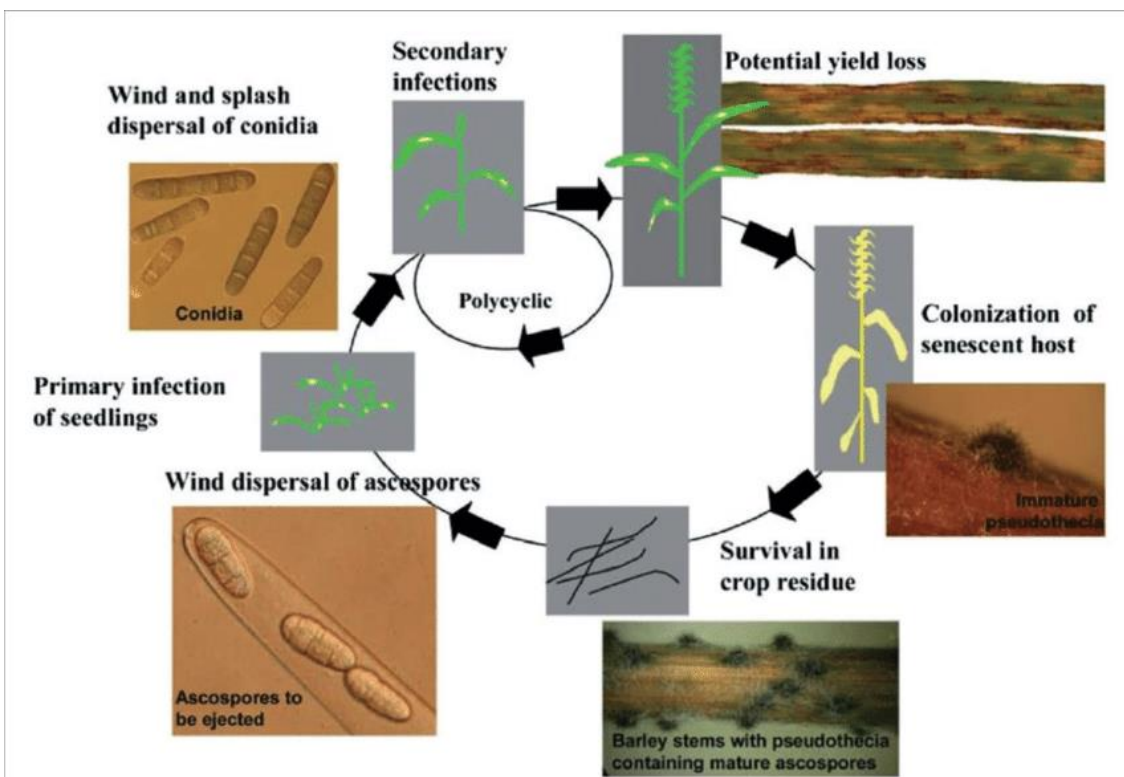 Secondary
infections
Potential yield loss
Wind and splash
dispersal of conidia
Conidia
Polycyclic
Colonization of
senescent host
Immature
pseudothecia
Primary infection
of seedlings
Wind dispersal of ascospores
Ascospores to
be ejected
Survival in
crop residue
Barley stems with pseudothecia
containing mature ascospores